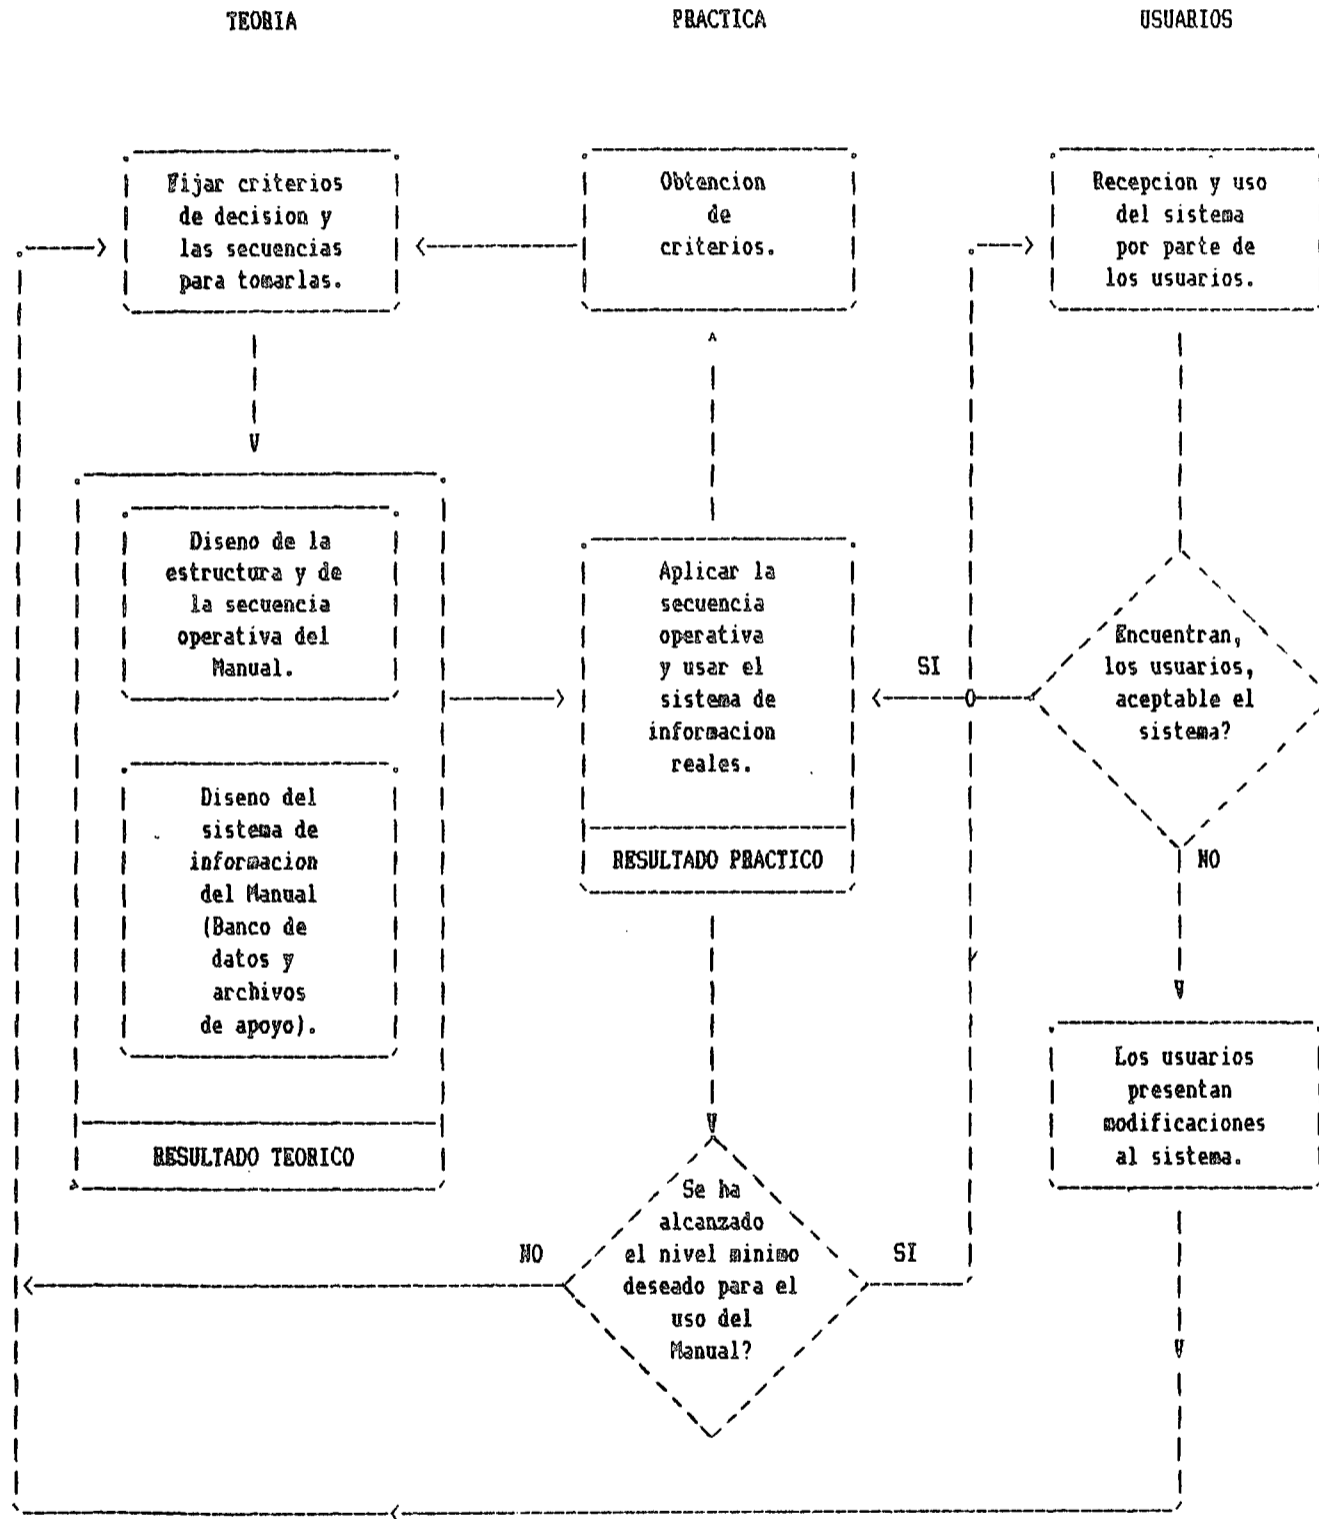 TEORIA
PRACTICA
USUARIOS
Fijar criterios
de decision y
las secuencias
para tomarlas.
Obtencion
de
criterios.
Recepcion y uso
del sistema
por parte de
los usuarios.
Diseno de la
estructura y de
la secuencia
operativa del
Manual.
Diseno del
sistema de
informacion
del Manual
(Banco de
datos y
archivos
de apoyo).
RESULTADO TEORICO
Aplicar la
secuencia
operativa
y usar el
sistema de
informacion
reales.
RESULTADO PRACTICO
SI
Encuentran,
los usuarios,
aceptable el
sistema?
NO
Los usuarios
presentan
modificaciones
al sistema.
NO
Se ha
alcanzado
el nivel minimo
deseado para el
uso del
Manual?
SI